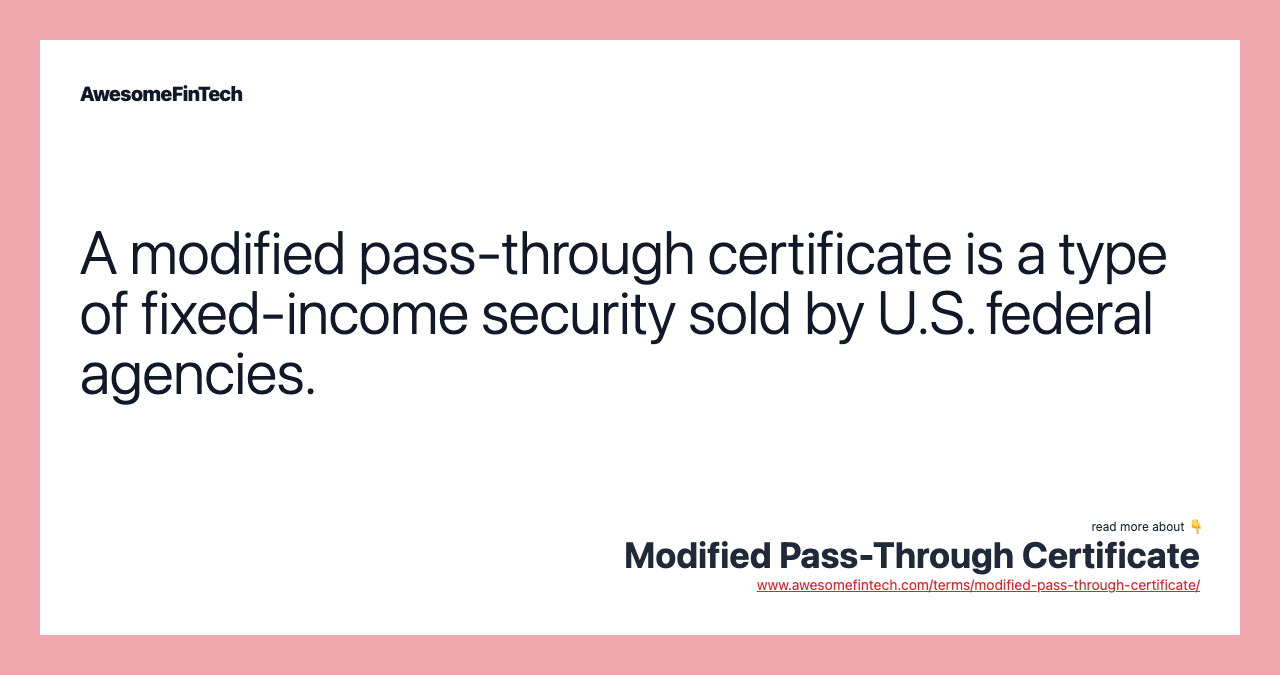 AwesomeFinTech
A modified pass-through certificate is a type
of fixed-income security sold by U.S. federal
agencies.
read more about 👇
Modified Pass-Through Certificate
www.awesomefintech.com/terms/modified-pass-through-certificate/